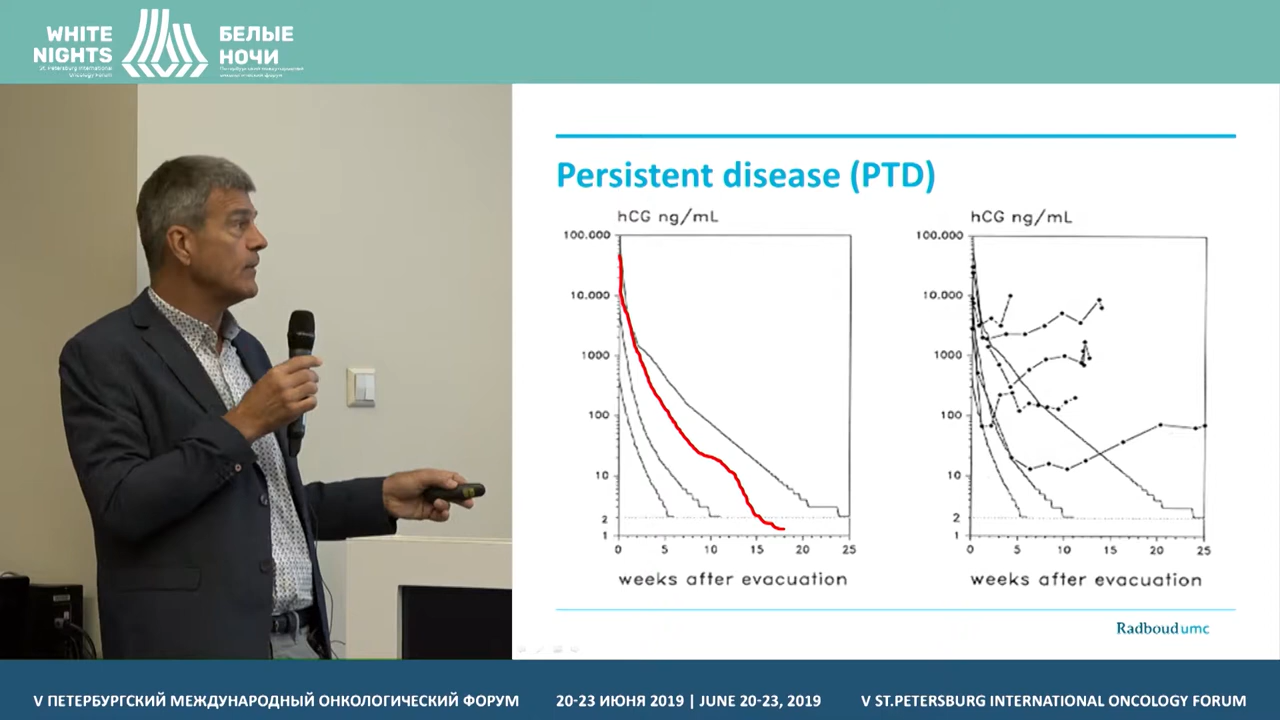 WHITE
NIGHTS
St. Petersburg International
Oncology Forum
БЕЛЫЕ
НОЧИ
Петербургский международный
онкологический форум
Persistent disease (PTD)
hCG ng/mL
100.000
10.000
1000
100
10
2
1
0 5 10 15 20 25
weeks after evacuation
hCG ng/mL
100.000
10.000
1000
100
10
2
1
0 5 10 15 20 25
weeks after evacuation
Radboudumc
V ПЕТЕРБУРГСКИЙ МЕЖДУНАРОДНЫЙ ОНКОЛОГИЧЕСКИЙ ФОРУМ
20-23 ИЮНЯ 2019 | JUNE 20-23, 2019
V ST.PETERSBURG INTERNATIONAL ONCOLOGY FORUM